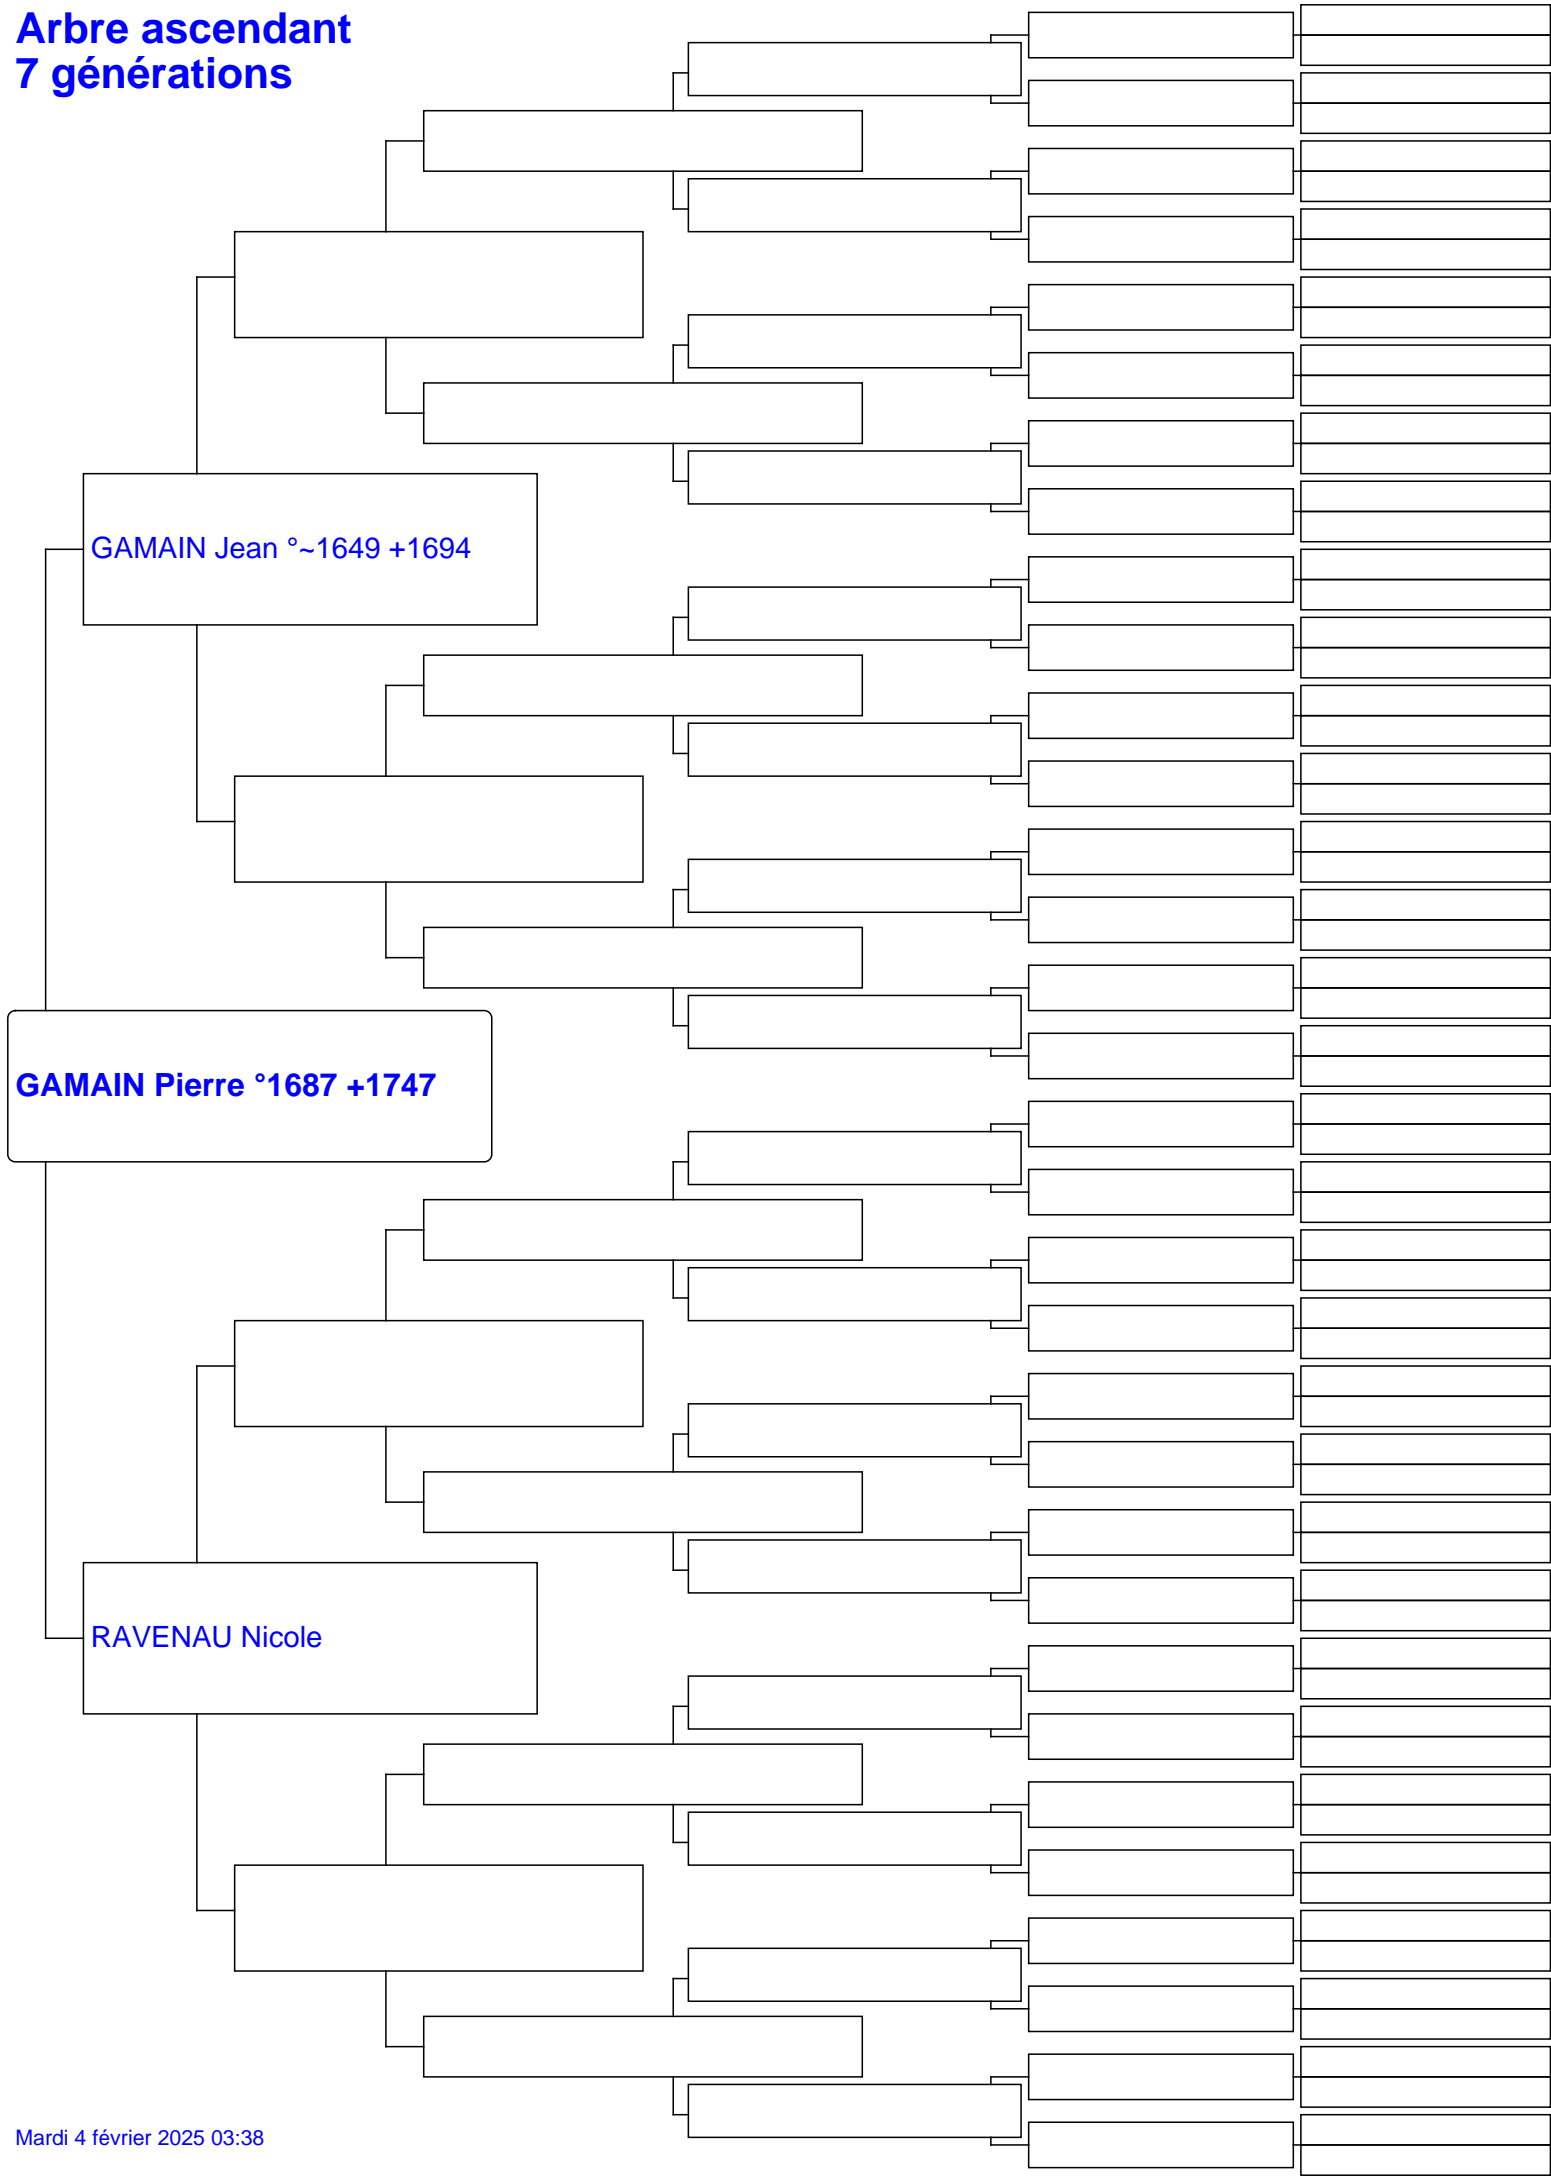 Arbre ascendant
7 générations
GAMAIN Jean °~1649 +1694
GAMAIN Pierre °1687 +1747
RAVENAU Nicole
Mardi 4 février 2025 03:38